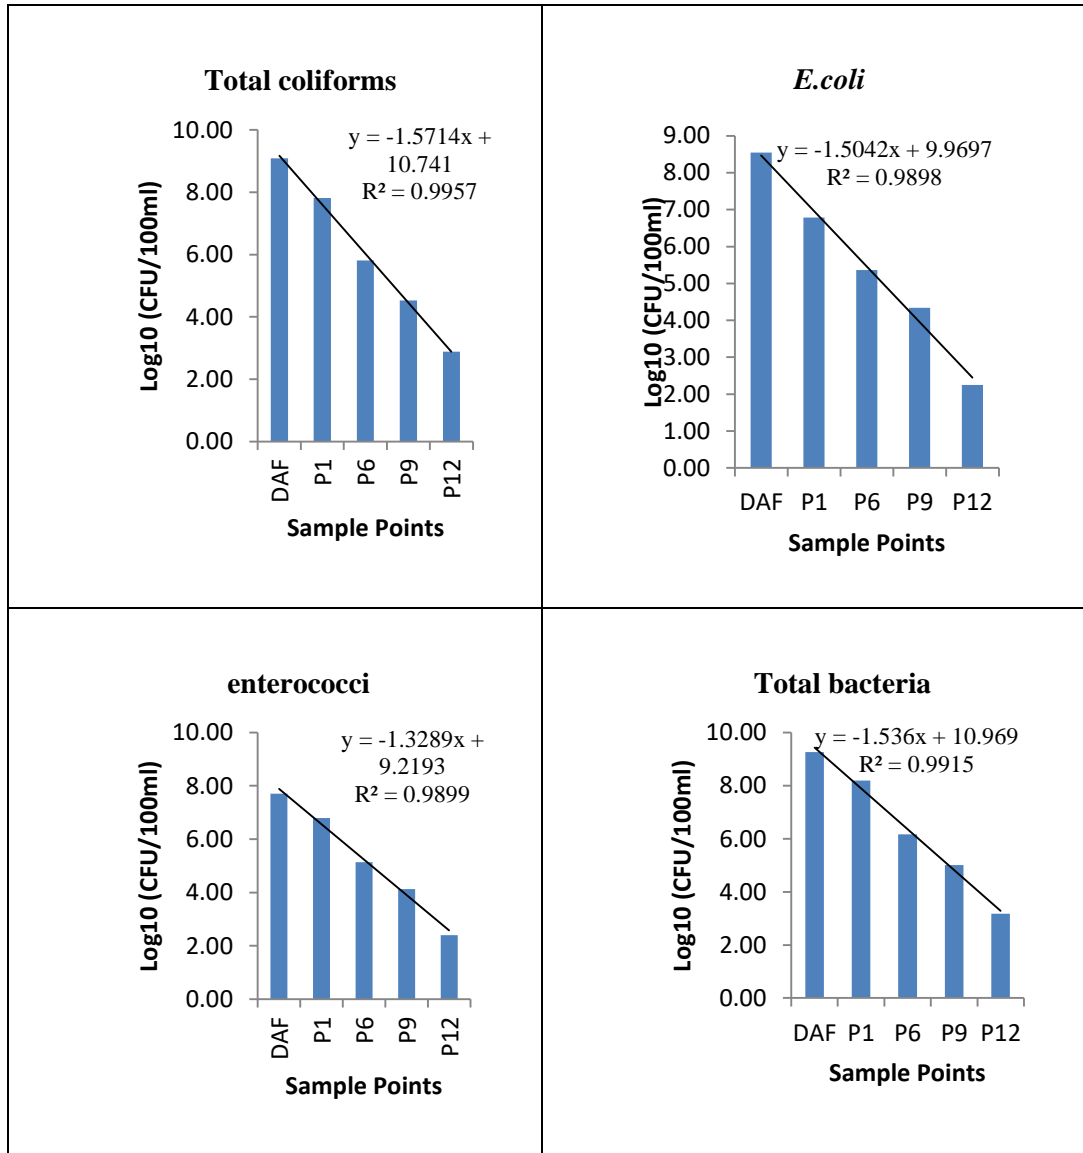 Total coliforms
y = -1.5714x +
10.741
R² = 0.9957
Log10 (CFU/100ml)
10.00
8.00
6.00
4.00
2.00
0.00
DAF P1 P6 P9 P12
Sample Points
E.coli
y = -1.5042x + 9.9697
R² = 0.9898
Log10 (CFU/100ml)
9.00
8.00
7.00
6.00
5.00
4.00
3.00
2.00
1.00
0.00
DAF P1 P6 P9 P12
Sample Points
enterococci
y = -1.3289x +
9.2193
R² = 0.9899
Log10 (CFU/100ml)
10.00
8.00
6.00
4.00
2.00
0.00
DAF P1 P6 P9 P12
Sample Points
Total bacteria
y = -1.536x + 10.969
R² = 0.9915
Log10 (CFU/100ml)
10.00
8.00
6.00
4.00
2.00
0.00
DAF P1 P6 P9 P12
Sample Points